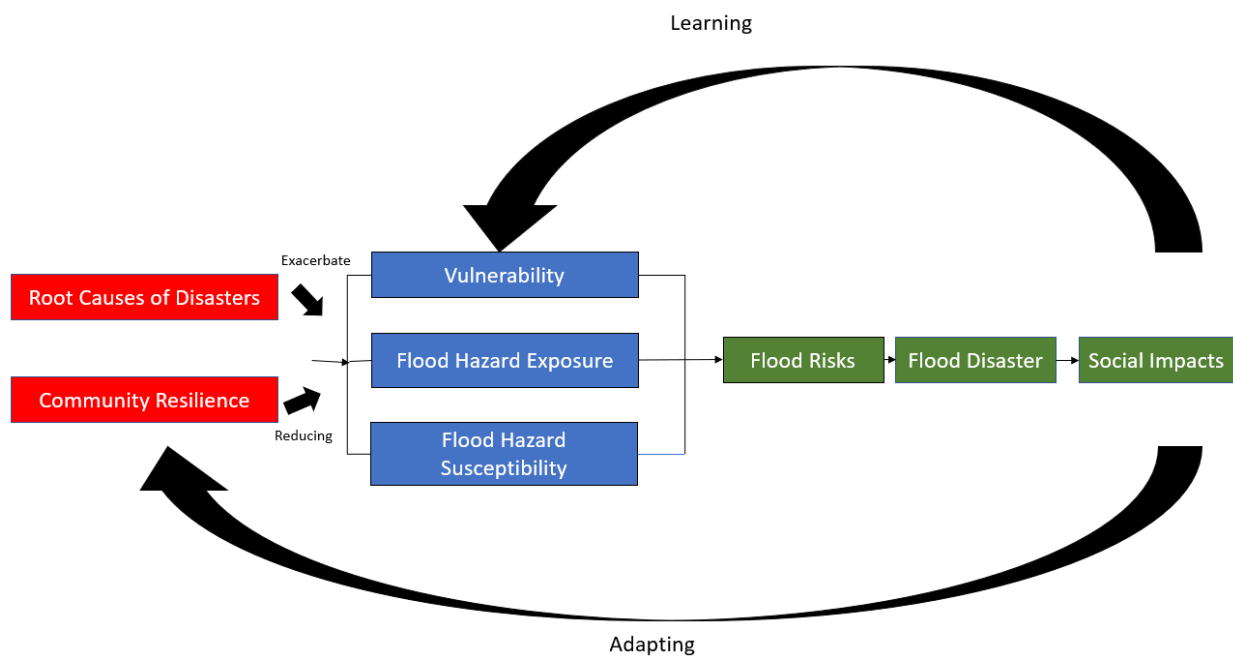 Learning
Exacerbate
Vulnerability
Root Causes of Disasters
Flood Hazard Exposure
Flood Risks
Flood Disaster
Social Impacts
Community Resilience
Reducing
Flood Hazard
Susceptibility
Adapting